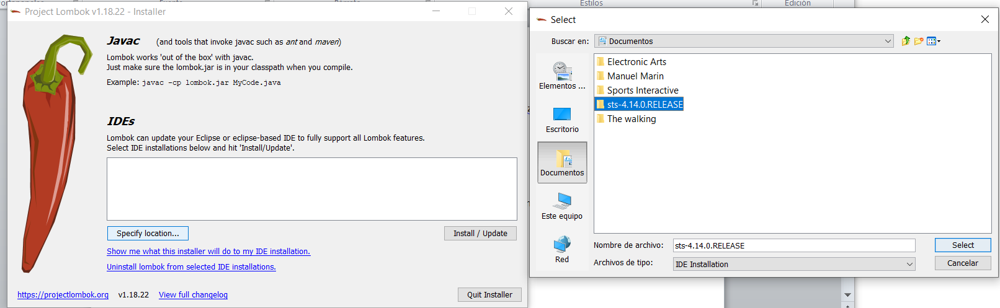 Estilos
Edición
Project Lombok v1.18.22 - Installer
Javac (and tools that invoke javac such as ant and maven)
Lombok works 'out of the box' with javac.
Just make sure the lombok.jar is in your classpath when you compile.
Example: javac -cp lombok.jar MyCode.java
IDEs
Lombok can update your Eclipse or eclipse-based IDE to fully support all Lombok features.
Select IDE installations below and hit 'Install/Update'.
Specify location...
Install / Update
Show me what this installer will do to my IDE installation.
Uninstall lombok from selected IDE installations.
https://projectlombok.org v1.18.22 View full changelog
Quit Installer
Select
Buscar en: Documentos
Elementos ...
Escritorio
Documentos
Este equipo
Red
Electronic Arts
Manuel Marin
Sports Interactive
sts-4.14.0.RELEASE
The walking
Nombre de archivo: sts-4.14.0.RELEASE
Select
Archivos de tipo: IDE Installation
Cancelar